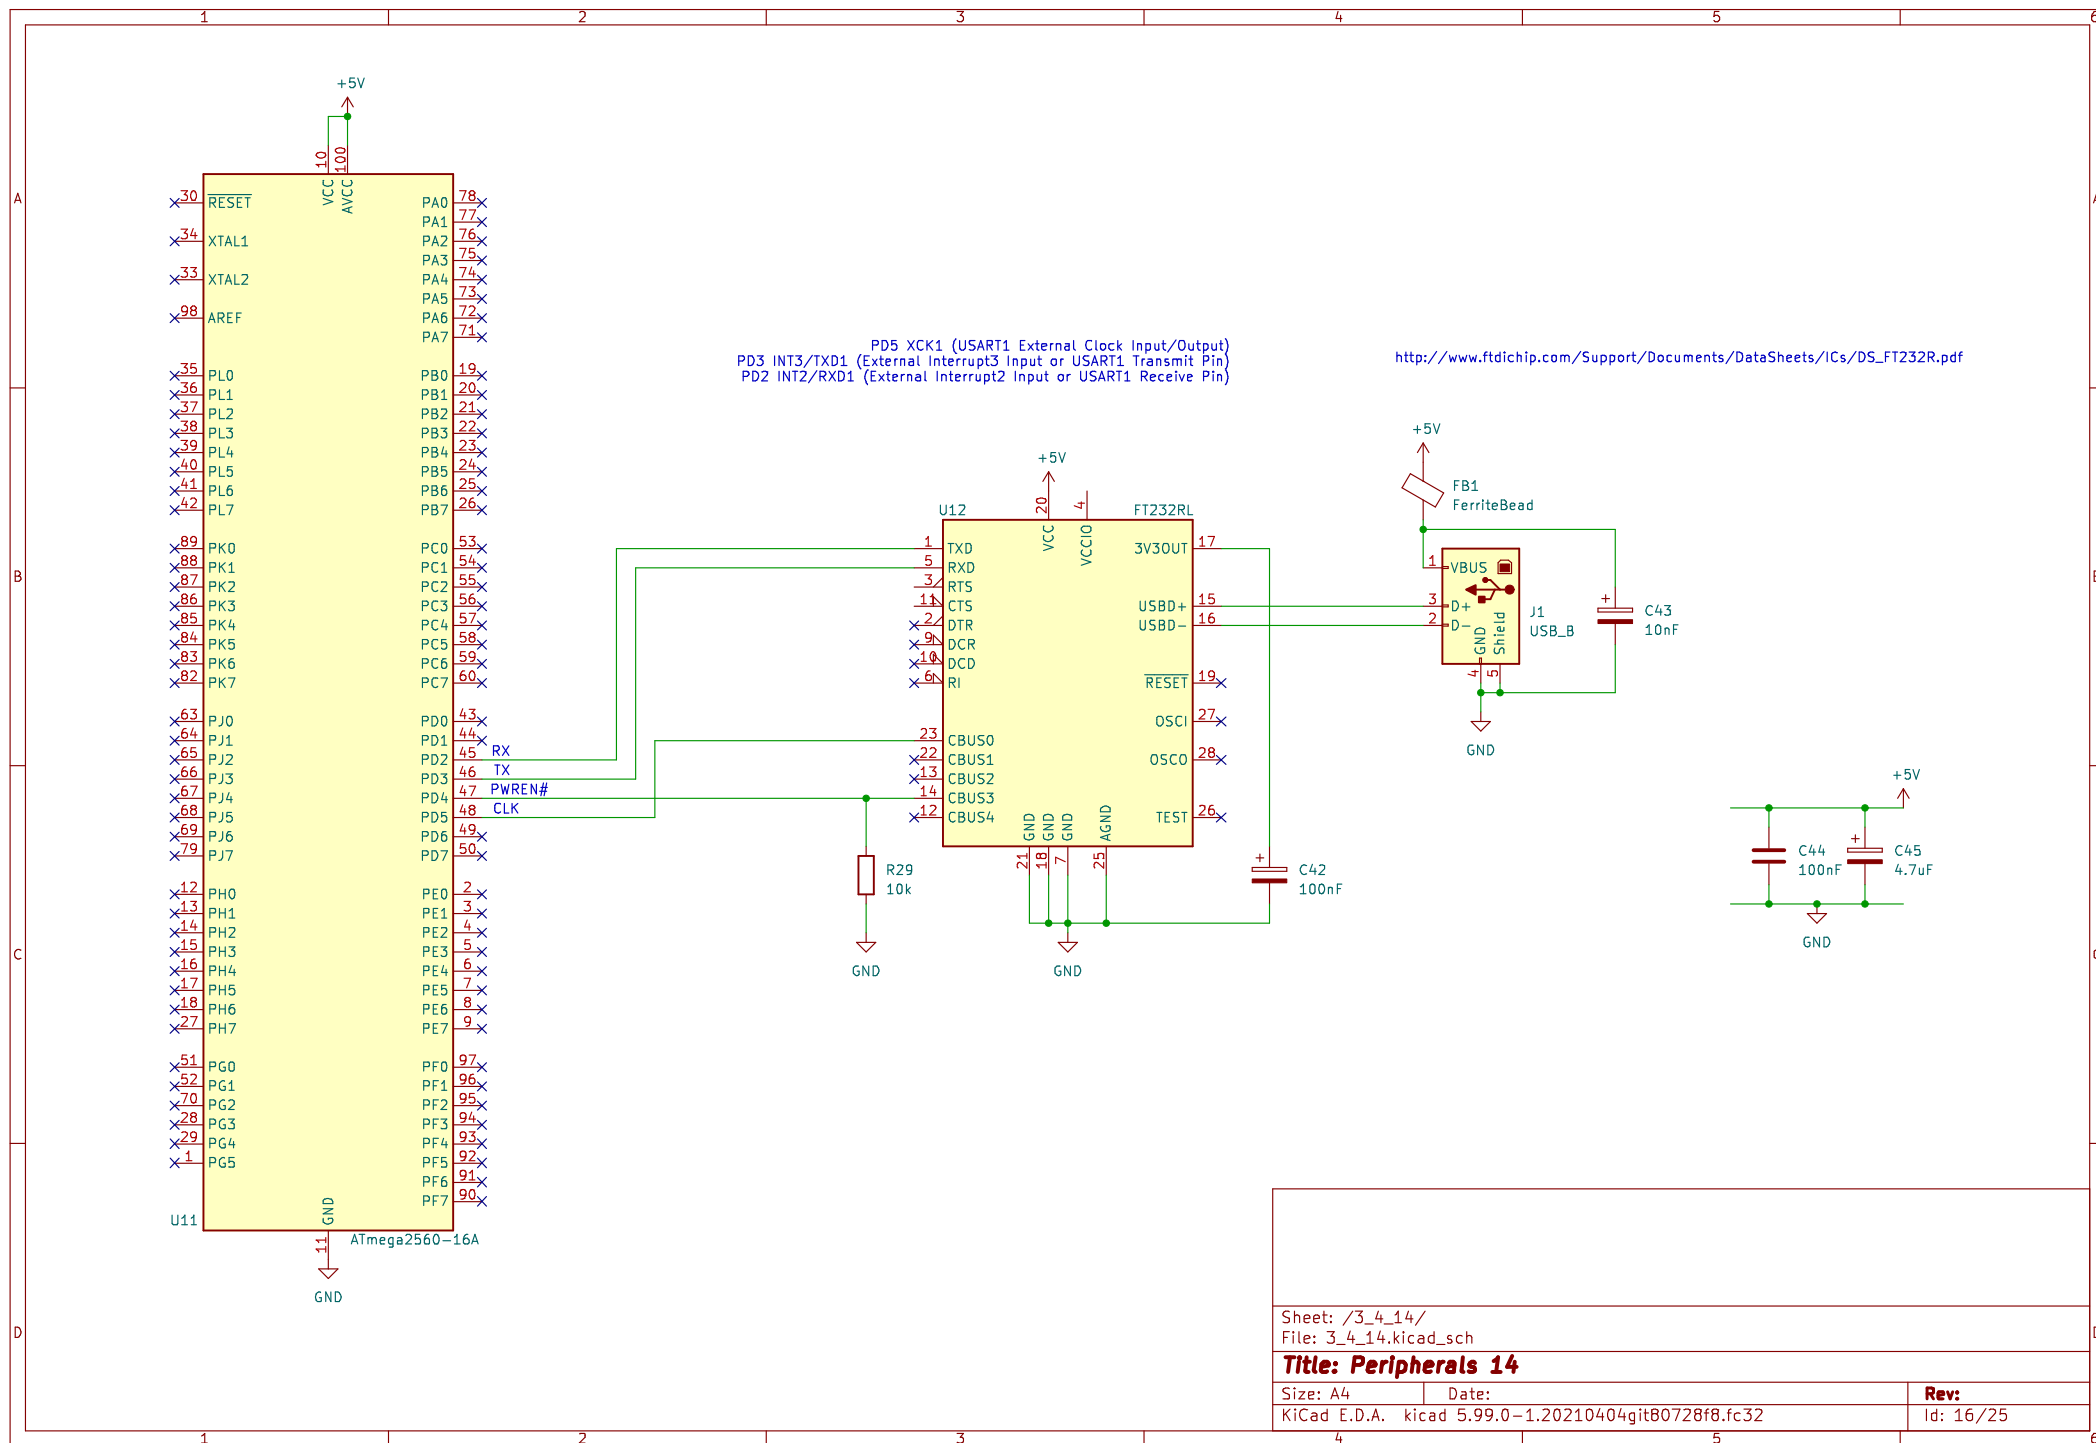 1 2 3 4 5 6
A
B
C
D
+5V
10 100
VCC AVCC
30 RESET
34 XTAL1
33 XTAL2
98 AREF
35 PL0
36 PL1
37 PL2
38 PL3
39 PL4
40 PL5
41 PL6
42 PL7
89 PK0
88 PK1
87 PK2
86 PK3
85 PK4
84 PK5
83 PK6
82 PK7
63 PJ0
64 PJ1
65 PJ2
66 PJ3
67 PJ4
68 PJ5
69 PJ6
79 PJ7
12 PH0
13 PH1
14 PH2
15 PH3
16 PH4
17 PH5
18 PH6
27 PH7
51 PG0
52 PG1
70 PG2
28 PG3
29 PG4
1 PG5
PA0 78
PA1 77
PA2 76
PA3 75
PA4 74
PA5 73
PA6 72
PA7 71
PB0 19
PB1 20
PB2 21
PB3 22
PB4 23
PB5 24
PB6 25
PB7 26
PC0 53
PC1 54
PC2 55
PC3 56
PC4 57
PC5 58
PC6 59
PC7 60
PD0 43
PD1 44
PD2 45 RX
PD3 46 TX
PD4 47 PWREN#
PD5 48 CLK
PD6 49
PD7 50
PE0 2
PE1 3
PE2 4
PE3 5
PE4 6
PE5 7
PE6 8
PE7 9
PF0 97
PF1 96
PF2 95
PF3 94
PF4 93
PF5 92
PF6 91
PF7 90
U11
GND
11
ATmega2560-16A
GND
PD5 XCK1 (USART1 External Clock Input/Output)
PD3 INT3/TXD1 (External Interrupt3 Input or USART1 Transmit Pin)
PD2 INT2/RXD1 (External Interrupt2 Input or USART1 Receive Pin)
http://www.ftdichip.com/Support/Documents/DataSheets/ICs/DS_FT232R.pdf
+5V
20 4
U12 FT232RL
VCC VCCIO
1 TXD
5 RXD
3 RTS
11 CTS
2 DTR
9 DCR
10 DCD
6 RI
23 CBUS0
22 CBUS1
13 CBUS2
14 CBUS3
12 CBUS4
3V3OUT 17
USBD+ 15
USBD- 16
RESET 19
OSCI 27
OSCO 28
TEST 26
GND GND GND AGND
21 18 7 25
GND
R29
10k
GND
C42
100nF
+5V
FB1
FerriteBead
1 VBUS
3 D+
2 D-
GND Shield
4 5
J1
USB_B
GND
C43
10nF
+5V
C44
100nF
C45
4.7uF
GND
Sheet: /3_4_14/
File: 3_4_14.kicad_sch
Title: Peripherals 14
Size: A4 Date: Rev:
KiCad E.D.A. kicad 5.99.0-1.20210404git80728f8.fc32 Id: 16/25
1 2 3 4 5 6